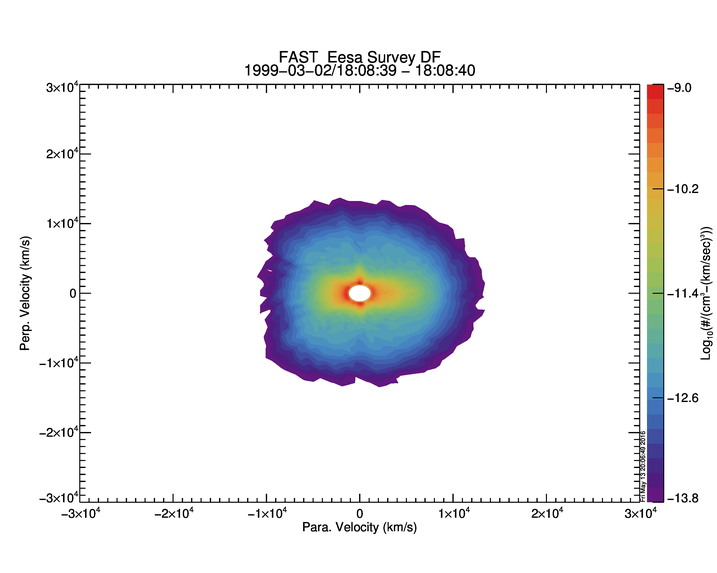 FAST  Eesa Survey DF
1999−03−02/18:08:39 − 18:08:40
3×10⁴
2×10⁴
1×10⁴
0
−1×10⁴
−2×10⁴
−3×10⁴
Perp. Velocity (km/s)
−3×10⁴ −2×10⁴ −1×10⁴ 0 1×10⁴ 2×10⁴ 3×10⁴
Para. Velocity (km/s)
−9.0
−10.2
−11.4
−12.6
−13.8
Log₁₀(#/(cm³−(km/sec)³))